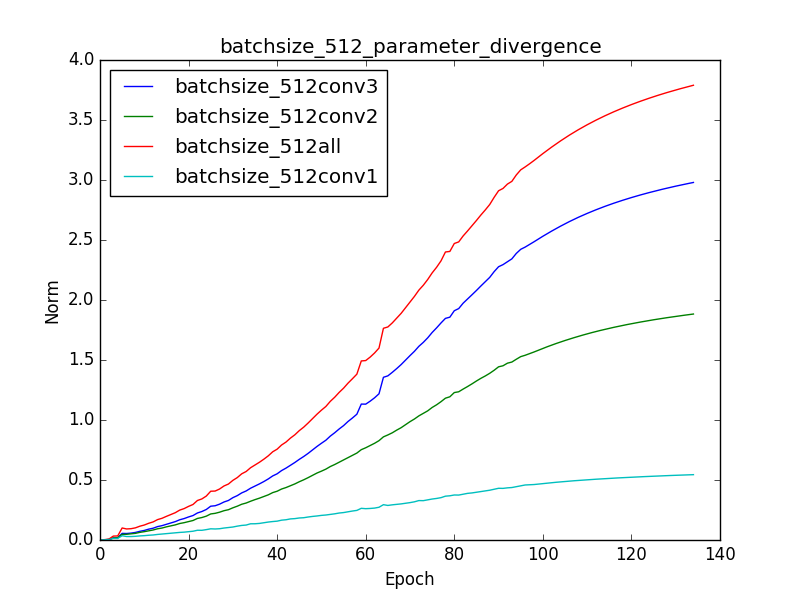 batchsize_512_parameter_divergence
4.0
3.5
3.0
2.5
2.0
1.5
1.0
0.5
0.0
Norm
batchsize_512conv3
batchsize_512conv2
batchsize_512all
batchsize_512conv1
0 20 40 60 80 100 120 140
Epoch